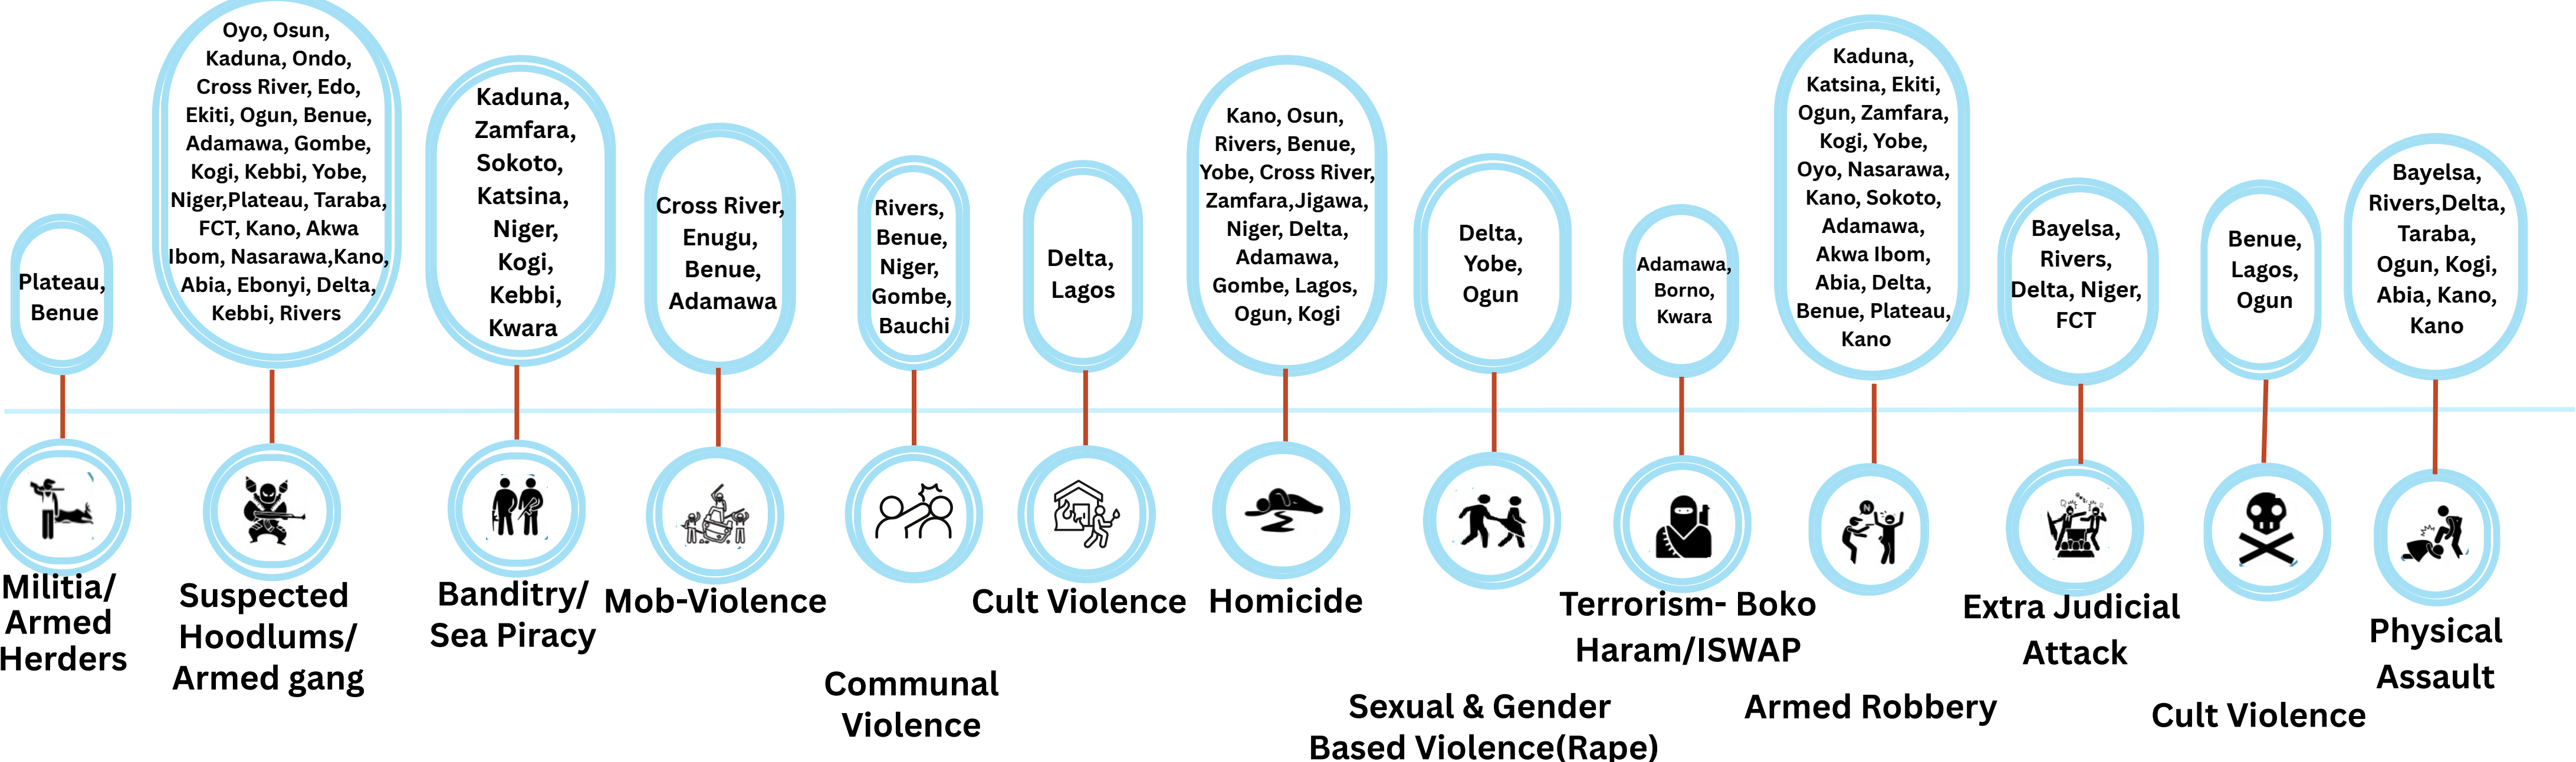 Plateau,
Benue
Militia/
Armed
Herders
Oyo, Osun,
Kaduna, Ondo,
Cross River, Edo,
Ekiti, Ogun, Benue,
Adamawa, Gombe,
Kogi, Kebbi, Yobe,
Niger,Plateau, Taraba,
FCT, Kano, Akwa
Ibom, Nasarawa,Kano,
Abia, Ebonyi, Delta,
Kebbi, Rivers
Suspected
Hoodlums/
Armed gang
Kaduna,
Zamfara,
Sokoto,
Katsina,
Niger,
Kogi,
Kebbi,
Kwara
Banditry/
Sea Piracy
Cross River,
Enugu,
Benue,
Adamawa
Mob-Violence
Rivers,
Benue,
Niger,
Gombe,
Bauchi
Communal
Violence
Delta,
Lagos
Cult Violence
Kano, Osun,
Rivers, Benue,
Yobe, Cross River,
Zamfara,Jigawa,
Niger, Delta,
Adamawa,
Gombe, Lagos,
Ogun, Kogi
Homicide
Delta,
Yobe,
Ogun
Sexual & Gender
Based Violence(Rape)
Adamawa,
Borno,
Kwara
Terrorism- Boko
Haram/ISWAP
Kaduna,
Katsina, Ekiti,
Ogun, Zamfara,
Kogi, Yobe,
Oyo, Nasarawa,
Kano, Sokoto,
Adamawa,
Akwa Ibom,
Abia, Delta,
Benue, Plateau,
Kano
N
Armed Robbery
Bayelsa,
Rivers,
Delta, Niger,
FCT
Extra Judicial
Attack
Benue,
Lagos,
Ogun
Cult Violence
Bayelsa,
Rivers,Delta,
Taraba,
Ogun, Kogi,
Abia, Kano,
Kano
Physical
Assault